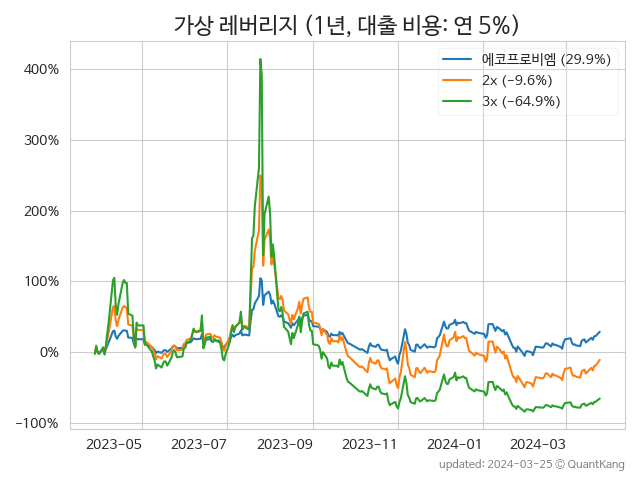 가상 레버리지 (1년, 대출 비용: 연 5%)
에코프로비엠 (29.9%)
2x (−9.6%)
3x (−64.9%)
400%
300%
200%
100%
0%
−100%
2023-05 2023-07 2023-09 2023-11 2024-01 2024-03
updated: 2024-03-25 © QuantKang